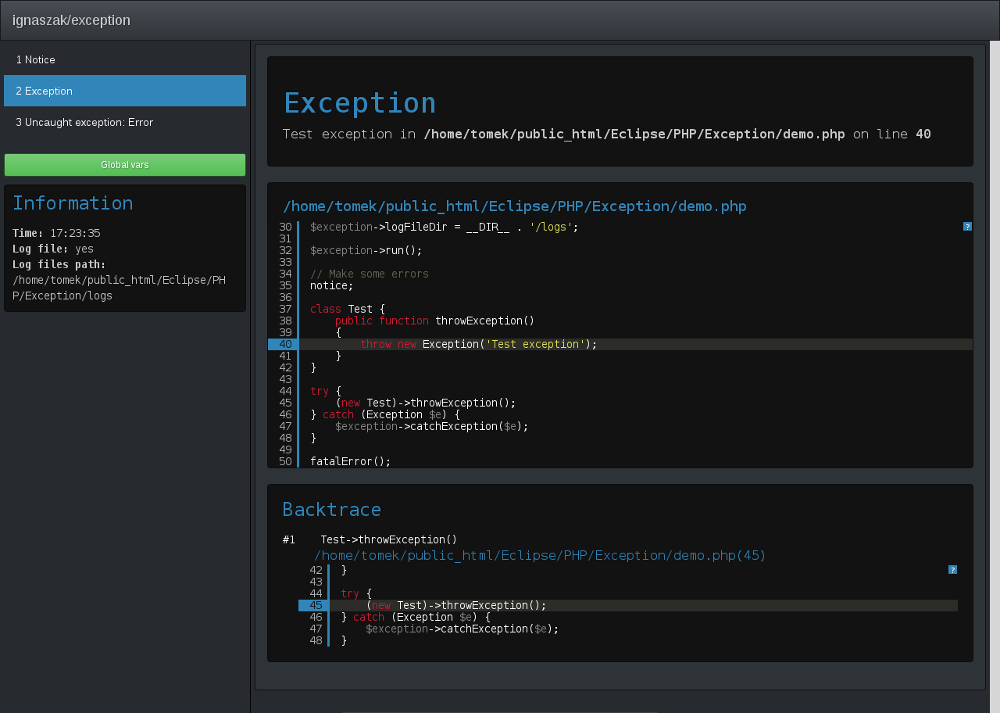 ignaszak/exception
1 Notice
2 Exception
3 Uncaught exception: Error
Global vars
Information
Time: 17:23:35
Log file: yes
Log files path:
/home/tomek/public_html/Eclipse/PH
P/Exception/logs
Exception
Test exception in /home/tomek/public_html/Eclipse/PHP/Exception/demo.php on line 40
/home/tomek/public_html/Eclipse/PHP/Exception/demo.php
30 $exception->logFileDir = __DIR__ . '/logs'; ?
31
32 $exception->run();
33
34 // Make some errors
35 notice;
36
37 class Test {
38     public function throwException()
39     {
40         throw new Exception('Test exception');
41     }
42 }
43
44 try {
45     (new Test)->throwException();
46 } catch (Exception $e) {
47     $exception->catchException($e);
48 }
49
50 fatalError();
Backtrace
#1 Test->throwException()
/home/tomek/public_html/Eclipse/PHP/Exception/demo.php(45)
42 } ?
43
44 try {
45     (new Test)->throwException();
46 } catch (Exception $e) {
47     $exception->catchException($e);
48 }